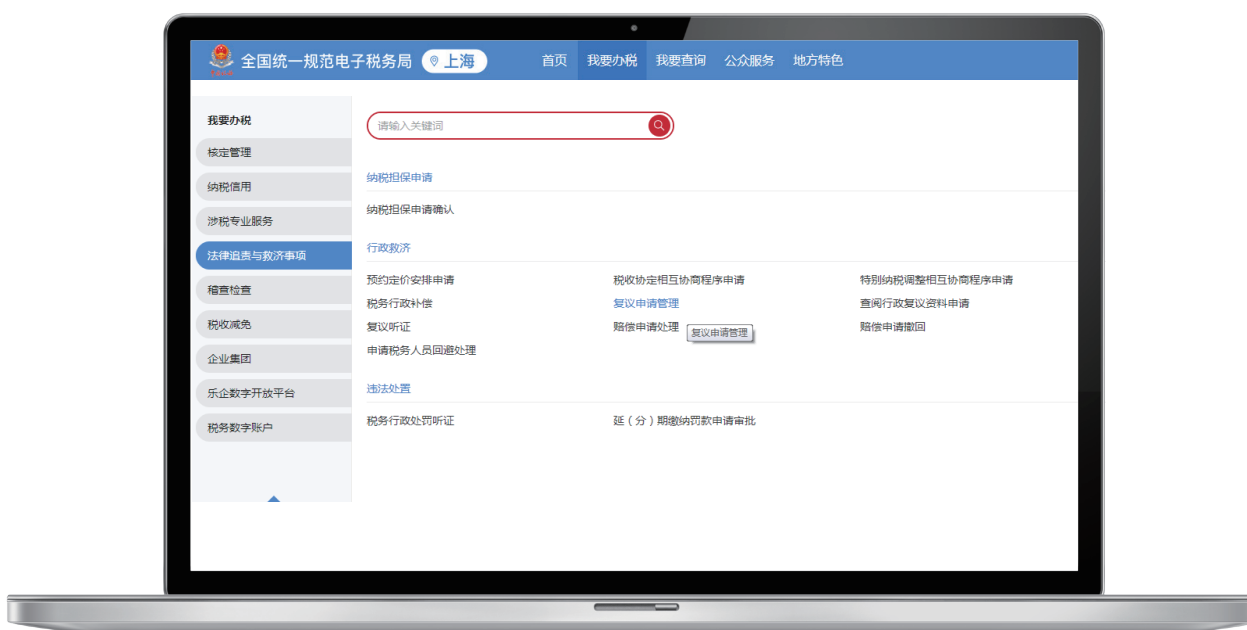 全国统一规范电子税务局 上海 首页 我要办税 我要查询 公众服务 地方特色
我要办税
核定管理
纳税信用
涉税专业服务
法律追责与救济事项
稽查检查
税收减免
企业集团
乐企数字开放平台
税务数字账户
请输入关键词
纳税担保申请
纳税担保申请确认
行政救济
预约定价安排申请 税收协定相互协商程序申请 特别纳税调整相互协商程序申请
税务行政补偿 复议申请管理 查阅行政复议资料申请
复议听证 赔偿申请处理 复议申请管理 赔偿申请撤回
申请税务人员回避处理
违法处置
税务行政处罚听证 延（分）期缴纳罚款申请审批